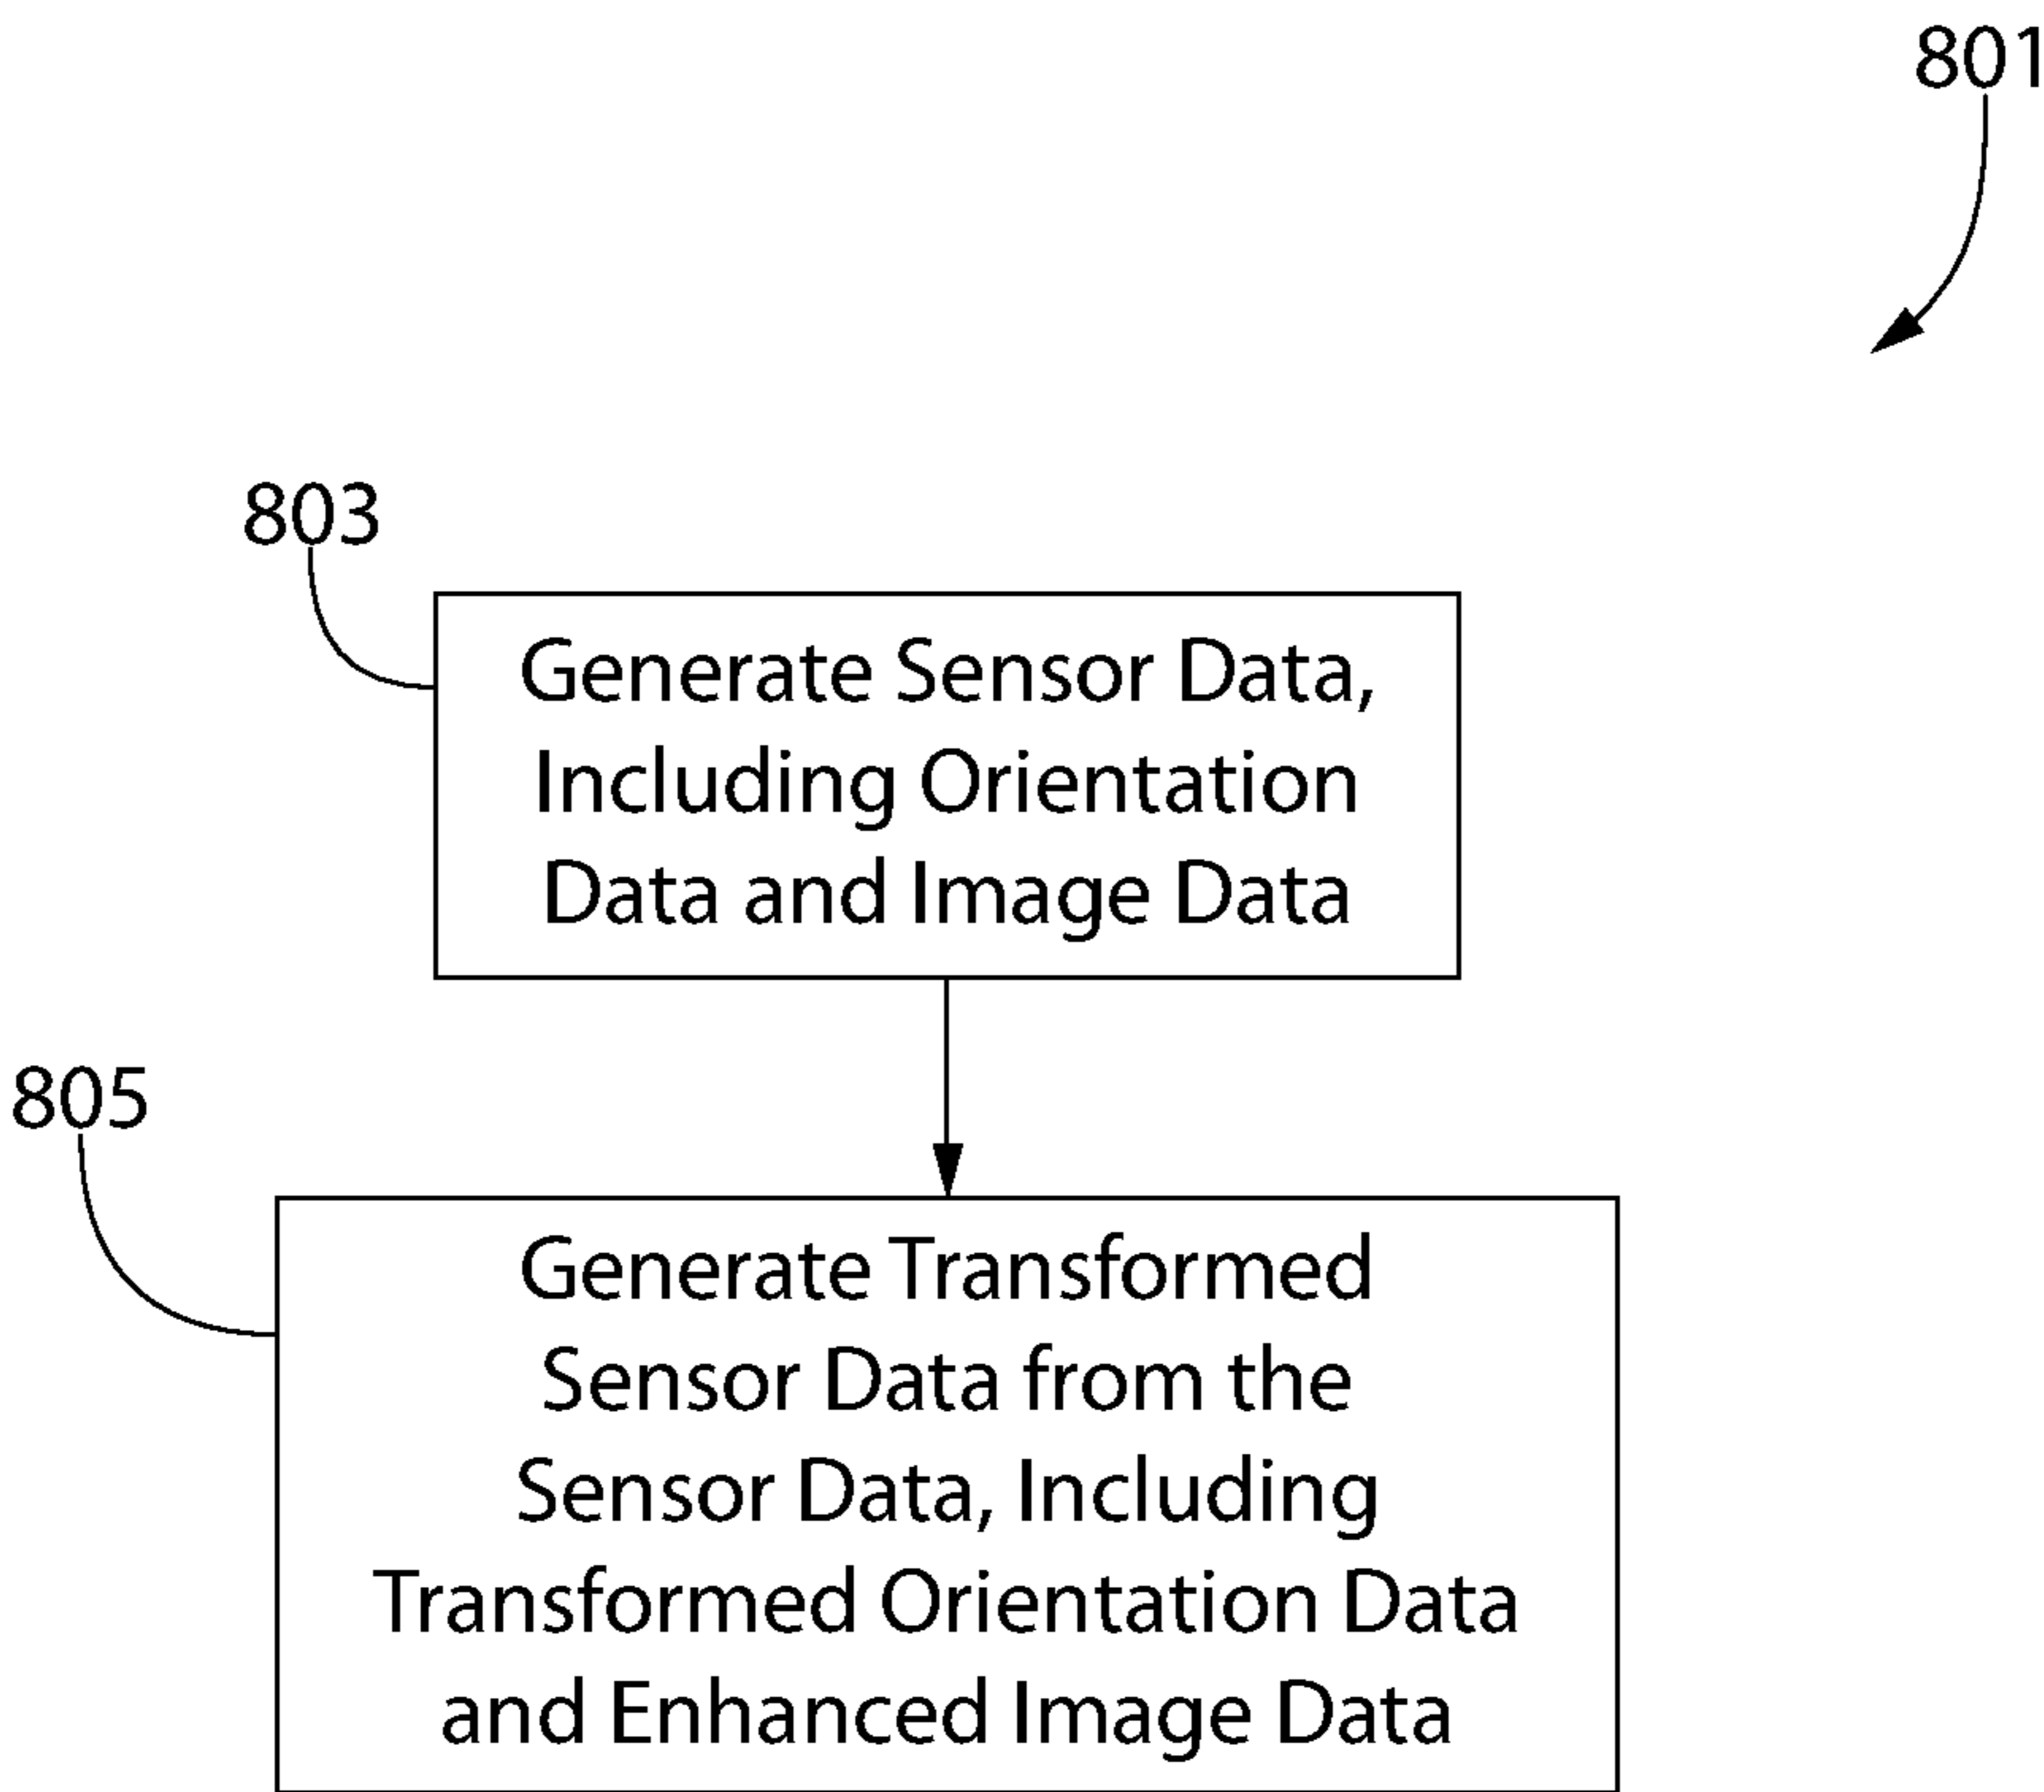 801
803
Generate Sensor Data,
Including Orientation
Data and Image Data
805
Generate Transformed
Sensor Data from the
Sensor Data, Including
Transformed Orientation Data
and Enhanced Image Data